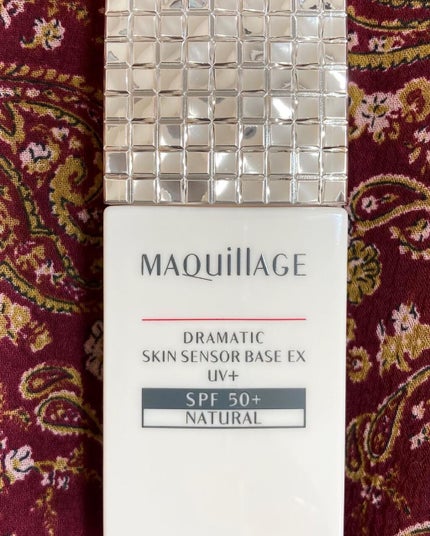 MAQuillAGE
DRAMATIC
SKIN SENSOR BASE EX
UV+
SPF 50+
NATURAL